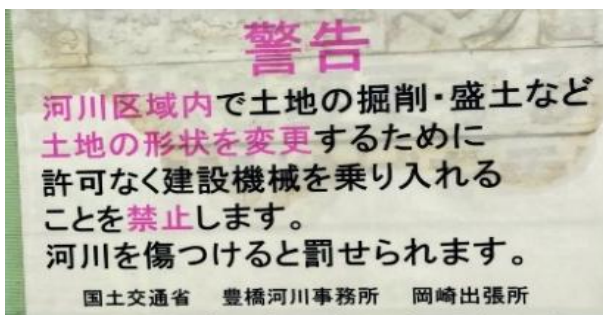 警告
河川区域内で土地の掘削・盛土など
土地の形状を変更するために
許可なく建設機械を乗り入れる
ことを禁止します。
河川を傷つけると罰せられます。
国土交通省　豊橋河川事務所　岡崎出張所